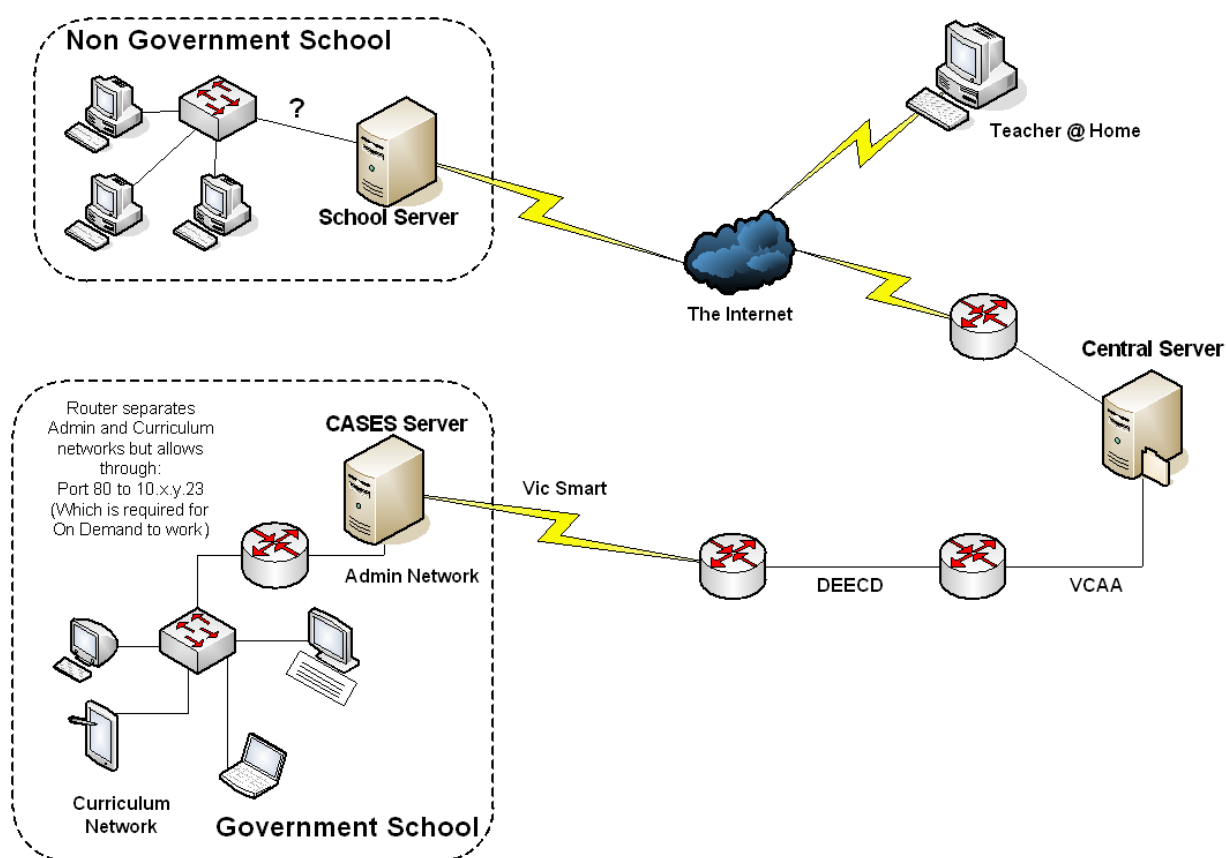 Non Government School
?
School Server
Teacher @ Home
The Internet
Central Server
Router separates
Admin and Curriculum
networks but allows
through:
Port 80 to 10.x.y.23
(Which is required for
On Demand to work)
CASES Server
Vic Smart
Admin Network
DEECD
VCAA
Curriculum
Network
Government School